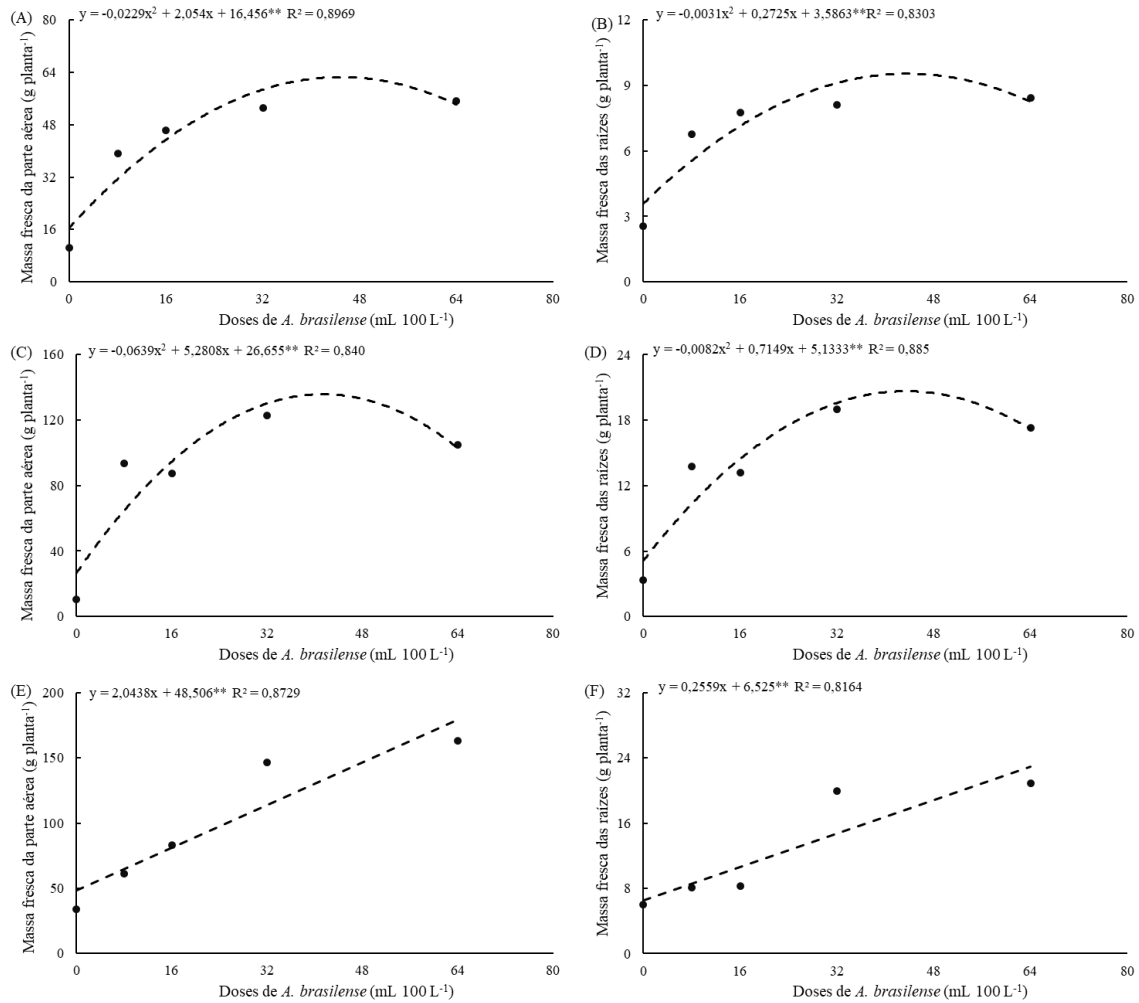 (A) y = -0,0229x² + 2,054x + 16,456** R² = 0,8969
Massa fresca da parte aérea (g planta⁻¹)
80
64
48
32
16
0
0 16 32 48 64 80
Doses de A. brasilense (mL 100 L⁻¹)
(B) y = -0,0031x² + 0,2725x + 3,5863**R² = 0,8303
Massa fresca das raízes (g planta⁻¹)
12
9
6
3
0
0 16 32 48 64 80
Doses de A. brasilense (mL 100 L⁻¹)
(C) y = -0,0639x² + 5,2808x + 26,655** R² = 0,840
Massa fresca da parte aérea (g planta⁻¹)
160
120
80
40
0
0 16 32 48 64 80
Doses de A. brasilense (mL 100 L⁻¹)
(D) y = -0,0082x² + 0,7149x + 5,1333** R² = 0,885
Massa fresca das raízes (g planta⁻¹)
24
18
12
6
0
0 16 32 48 64 80
Doses de A. brasilense (mL 100 L⁻¹)
(E) y = 2,0438x + 48,506** R² = 0,8729
Massa fresca da parte aérea (g planta⁻¹)
200
150
100
50
0
0 16 32 48 64 80
Doses de A. brasilense (mL 100 L⁻¹)
(F) y = 0,2559x + 6,525** R² = 0,8164
Massa fresca das raízes (g planta⁻¹)
32
24
16
8
0
0 16 32 48 64 80
Doses de A. brasilense (mL 100 L⁻¹)